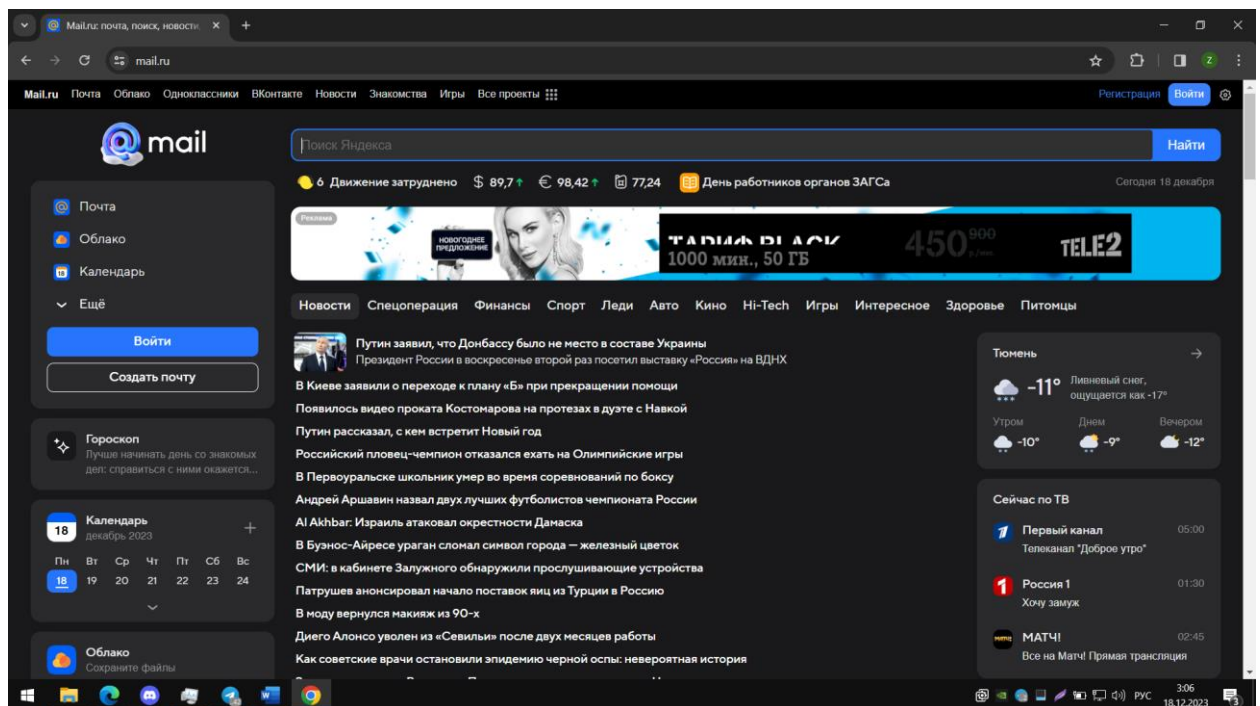 Mail.ru: почта, поиск, новости,
mail.ru
Mail.ru Почта Облако Одноклассники ВКонтакте Новости Знакомства Игры Все проекты Регистрация Войти
mail
Поиск Яндекса Найти
6 Движение затруднено $ 89,7 € 98,42 77,24 День работников органов ЗАГСа Сегодня 18 декабря
Почта
Облако
Календарь
Ещё
Войти
Создать почту
Реклама
НОВОГОДНЕЕ
ПРЕДЛОЖЕНИЕ
ТАРИФ BLACK
1000 мин., 50 ГБ
450 900
р./мес.
TELE2
Новости Спецоперация Финансы Спорт Леди Авто Кино Hi-Tech Игры Интересное Здоровье Питомцы
Путин заявил, что Донбассу было не место в составе Украины
Президент России в воскресенье второй раз посетил выставку «Россия» на ВДНХ
В Киеве заявили о переходе к плану «Б» при прекращении помощи
Появилось видео проката Костомарова на протезах в дуэте с Навкой
Путин рассказал, с кем встретит Новый год
Российский пловец-чемпион отказался ехать на Олимпийские игры
В Первоуральске школьник умер во время соревнований по боксу
Андрей Аршавин назвал двух лучших футболистов чемпионата России
Al Akhbar: Израиль атаковал окрестности Дамаска
В Буэнос-Айресе ураган сломал символ города — железный цветок
СМИ: в кабинете Залужного обнаружили прослушивающие устройства
Патрушев анонсировал начало поставок яиц из Турции в Россию
В моду вернулся макияж из 90-х
Диего Алонсо уволен из «Севильи» после двух месяцев работы
Как советские врачи остановили эпидемию черной оспы: невероятная история
Гороскоп
Лучше начинать день со знакомых
дел: справиться с ними окажется...
18
Календарь
декабрь 2023
Пн Вт Ср Чт Пт Сб Вс
18 19 20 21 22 23 24
Облако
Сохраните файлы
Тюмень
-11° Ливневый снег,
ощущается как -17°
Утром Днем Вечером
-10° -9° -12°
Сейчас по ТВ
Первый канал 05:00
Телеканал "Доброе утро"
Россия 1 01:30
Хочу замуж
МАТЧ! 02:45
Все на Матч! Прямая трансляция
РУС
3:06
18.12.2023